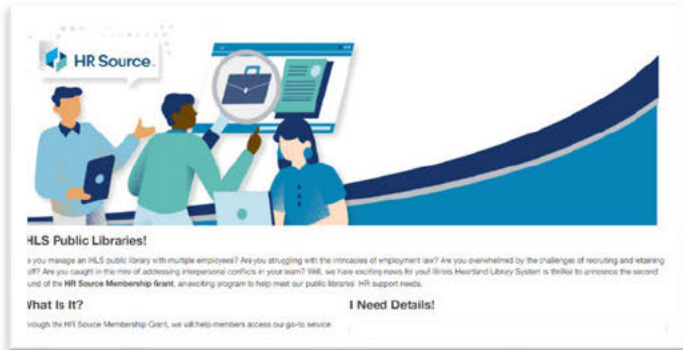 HR Source
HLS Public Libraries!
you manage an IHLS public library with multiple employees? Are you struggling with the intricacies of employment law? Are you overwhelmed by the challenges of recruiting and retaining
off? Are you caught in the mire of addressing interpersonal conflicts in your team? Well, we have exciting news for you! Illinois Heartland Library System is thrilled to announce the second
und of the HR Source Membership Grant, an exciting program to help meet our public libraries' HR support needs.
What Is It?
I Need Details!
rough the HR Source Membership Grant, we will help members access our go-to service